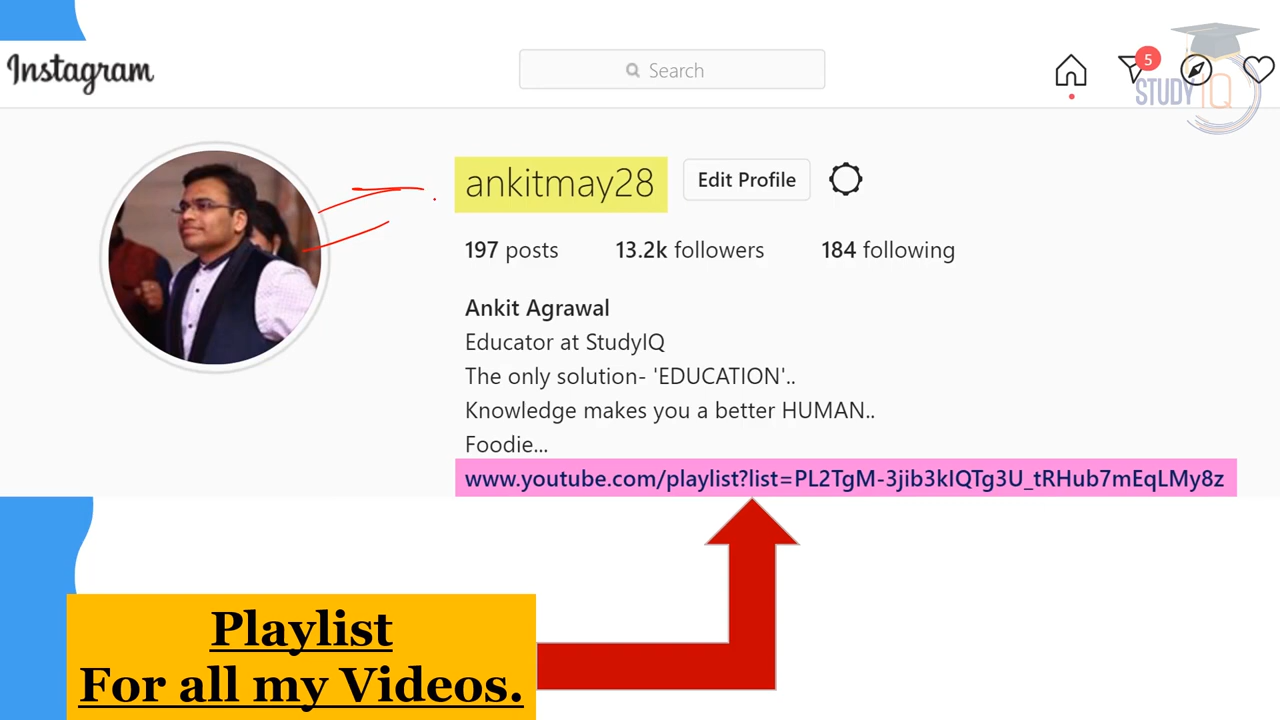 Instagram
Search
5
STUDY IQ
ankitmay28
Edit Profile
197 posts 13.2k followers 184 following
Ankit Agrawal
Educator at StudyIQ
The only solution- 'EDUCATION'..
Knowledge makes you a better HUMAN..
Foodie...
www.youtube.com/playlist?list=PL2TgM-3jib3kIQTg3U_tRHub7mEqLMy8z
Playlist
For all my Videos.